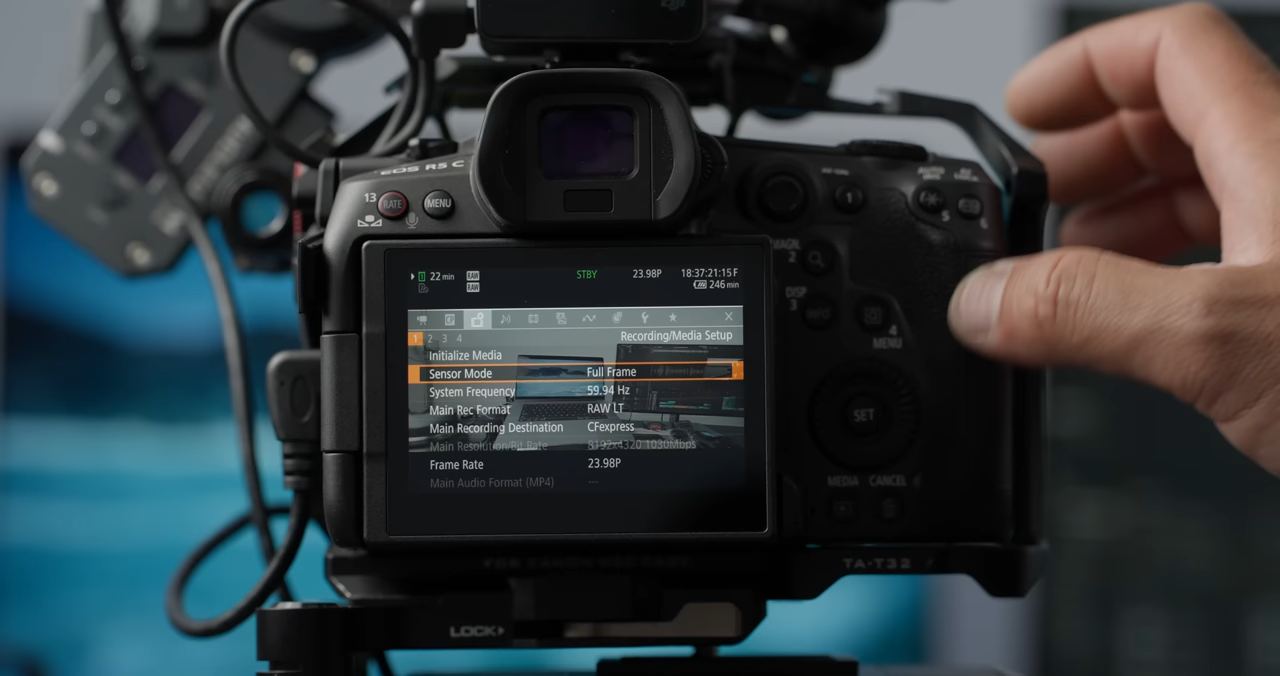 dji
EOS R5 C
13 RATE MENU
1
S
MAGN.
2
DISP
3
INFO
4
MENU
SET
MEDIA CANCEL
1 22 min RAW STBY 23.98P 18:37:21:15 F
RAW 246 min
1 2 3 4 Recording/Media Setup
Initialize Media
Sensor Mode Full Frame
System Frequency 59.94 Hz
Main Rec Format RAW LT
Main Recording Destination CFexpress
Main Resolution/Bit Rate 8192x4320 1030Mbps
Frame Rate 23.98P
Main Audio Format (MP4) ---
TA-T32
LOCK